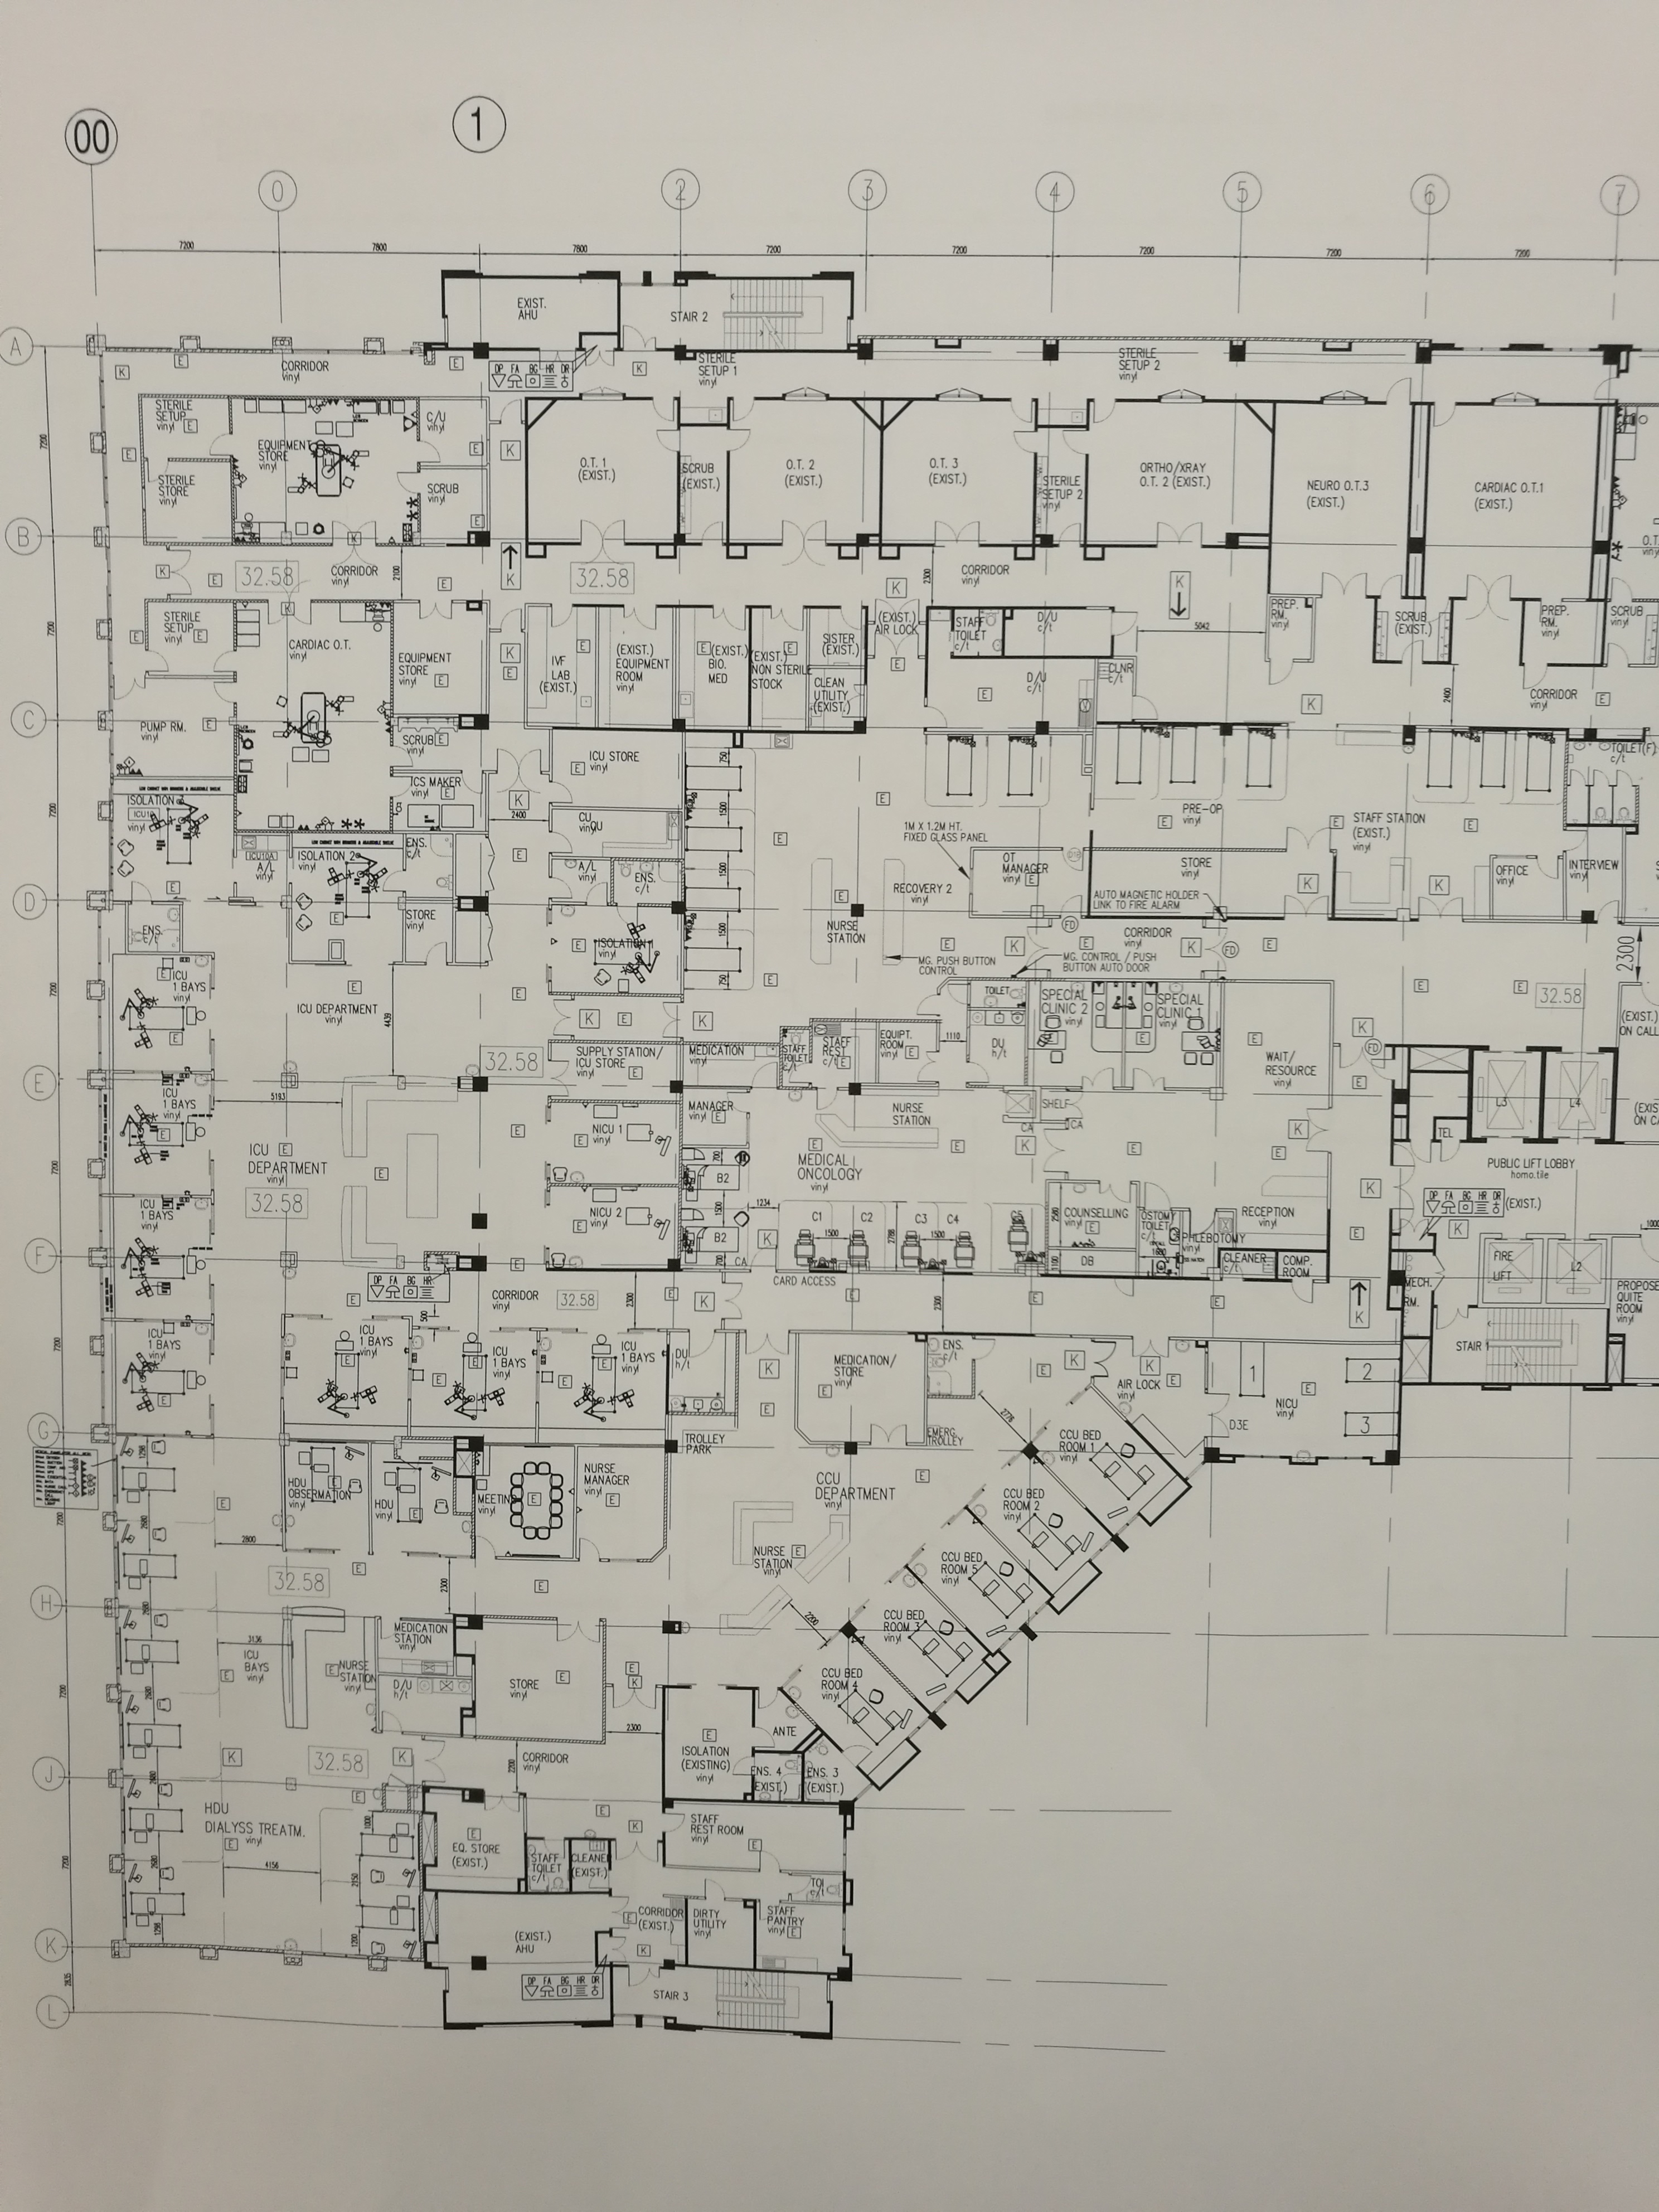 00
1
0
2
3
4
5
6
7
7200
7800
7800
7200
7200
7200
7200
7200
EXIST.
AHU
STAIR 2
A
CORRIDOR
vinyl
DP FA BG HR DR
STERILE
SETUP 1
vinyl
STERILE
SETUP 2
vinyl
STERILE
SETUP
vinyl
EQUIPMENT
STORE
vinyl
C/U
vinyl
STERILE
STORE
vinyl
SCRUB
vinyl
O.T. 1
(EXIST.)
SCRUB
(EXIST.)
O.T. 2
(EXIST.)
O.T. 3
(EXIST.)
STERILE
SETUP 2
vinyl
ORTHO/XRAY
O.T. 2 (EXIST.)
NEURO O.T.3
(EXIST.)
CARDIAC O.T.1
(EXIST.)
B
32.58
CORRIDOR
vinyl
2100
K
32.58
2300
CORRIDOR
vinyl
K
STERILE
SETUP
vinyl
CARDIAC O.T.
vinyl
EQUIPMENT
STORE
vinyl
IVF
LAB
(EXIST.)
(EXIST.)
EQUIPMENT
ROOM
vinyl
(EXIST.)
BIO.
MED
(EXIST.)
NON STERILE
STOCK
SISTER
(EXIST.)
CLEAN
UTILITY
(EXIST.)
(EXIST.)
AIR LOCK
STAFF
TOILET
c/t
D/U
c/t
D/U
c/t
CLNR
c/t
5042
PREP.
RM.
vinyl
SCRUB
(EXIST.)
PREP.
RM.
vinyl
SCRUB
vinyl
2400
CORRIDOR
vinyl
C
PUMP RM.
vinyl
SCRUB
vinyl
ICS MAKER
vinyl
ICU STORE
vinyl
2400
CU
vinyl
A/L
vinyl
ENS.
c/t
750
1500
1500
1500
750
ISOLATION 3
A/L
vinyl
ISOLATION 2
vinyl
ENS.
c/t
STORE
vinyl
ISOLATION 1
vinyl
PRE-OP
vinyl
STAFF STATION
(EXIST.)
vinyl
TOILET(F)
c/t
1M X 1.2M HT.
FIXED GLASS PANEL
OT
MANAGER
vinyl
STORE
vinyl
OFFICE
vinyl
INTERVIEW
vinyl
AUTO MAGNETIC HOLDER
LINK TO FIRE ALARM
D
RECOVERY 2
vinyl
NURSE
STATION
FD
CORRIDOR
vinyl
FD
MG. PUSH BUTTON
CONTROL
MG. CONTROL / PUSH
BUTTON AUTO DOOR
2300
32.58
ENS.
c/t
ICU
1 BAYS
vinyl
ICU DEPARTMENT
vinyl
4439
TOILET
SPECIAL
CLINIC 2
vinyl
SPECIAL
CLINIC 1
vinyl
DU
h/t
1110
EQUIPT.
ROOM
vinyl
STAFF
REST
vinyl
STAFF
TOILET
c/t
WAIT/
RESOURCE
vinyl
FD
(EXIST.)
ON CALL
32.58
SUPPLY STATION/
ICU STORE
vinyl
MEDICATION
vinyl
E
ICU
1 BAYS
vinyl
5193
MANAGER
vinyl
NURSE
STATION
SHELF
CA
CA
L3
L4
TEL
NICU 1
vinyl
ICU
DEPARTMENT
vinyl
32.58
MEDICAL
ONCOLOGY
vinyl
700
B2
1500
B2
700
1234
CA
PUBLIC LIFT LOBBY
homo.tile
DP FA BG HR DR
(EXIST.)
NICU 2
vinyl
ICU
1 BAYS
vinyl
C1
C2
C3
C4
C5
1500
2788
1500
2580
1100
COUNSELLING
vinyl
DB
OSTOMY
TOILET
c/t
1680
PHLEBOTOMY
vinyl
RECEPTION
vinyl
CLEANER
c/t
COMP.
ROOM
FIRE
LIFT
L2
MECH.
RM.
F
CARD ACCESS
DP FA BG HR
CORRIDOR
vinyl
32.58
2300
2300
500
K
PROPOSE
QUITE
ROOM
vinyl
STAIR 1
ICU
1 BAYS
vinyl
ICU
1 BAYS
vinyl
ICU
1 BAYS
vinyl
ICU
1 BAYS
vinyl
DU
h/t
MEDICATION/
STORE
vinyl
ENS.
c/t
AIR LOCK
vinyl
NICU
vinyl
1
2
3
D3E
2776
G
TROLLEY
PARK
EMERG.
TROLLEY
CCU BED
ROOM 1
vinyl
HDU
OBSERMATION
vinyl
HDU
vinyl
MEETING
vinyl
NURSE
MANAGER
vinyl
CCU
DEPARTMENT
vinyl
CCU BED
ROOM 2
vinyl
2800
NURSE
STATION
vinyl
CCU BED
ROOM 5
vinyl
32.58
2300
H
2200
CCU BED
ROOM 3
vinyl
MEDICATION
STATION
vinyl
3136
ICU
BAYS
vinyl
NURSE
STATION
vinyl
D/U
h/t
STORE
vinyl
CCU BED
ROOM 4
vinyl
2300
ANTE
ISOLATION
(EXISTING)
vinyl
32.58
2200
CORRIDOR
vinyl
ENS. 4
(EXIST.)
ENS. 3
(EXIST.)
J
HDU
DIALYSS TREATM.
vinyl
4156
EQ. STORE
(EXIST.)
STAFF
TOILET
c/t
CLEANER
(EXIST.)
STAFF
REST ROOM
vinyl
TOI
c/t
CORRIDOR
(EXIST.)
DIRTY
UTILITY
vinyl
STAFF
PANTRY
vinyl
(EXIST.)
AHU
K
DP FA BG HR DR
STAIR 3
2835
L